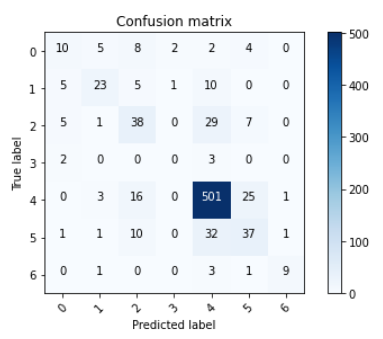 Confusion matrix
0 10 5 8 2 2 4 0
1 5 23 5 1 10 0 0
2 5 1 38 0 29 7 0
3 2 0 0 0 3 0 0
4 0 3 16 0 501 25 1
5 1 1 10 0 32 37 1
6 0 1 0 0 3 1 9
0 1 2 3 4 5 6
True label
Predicted label
500
400
300
200
100
0